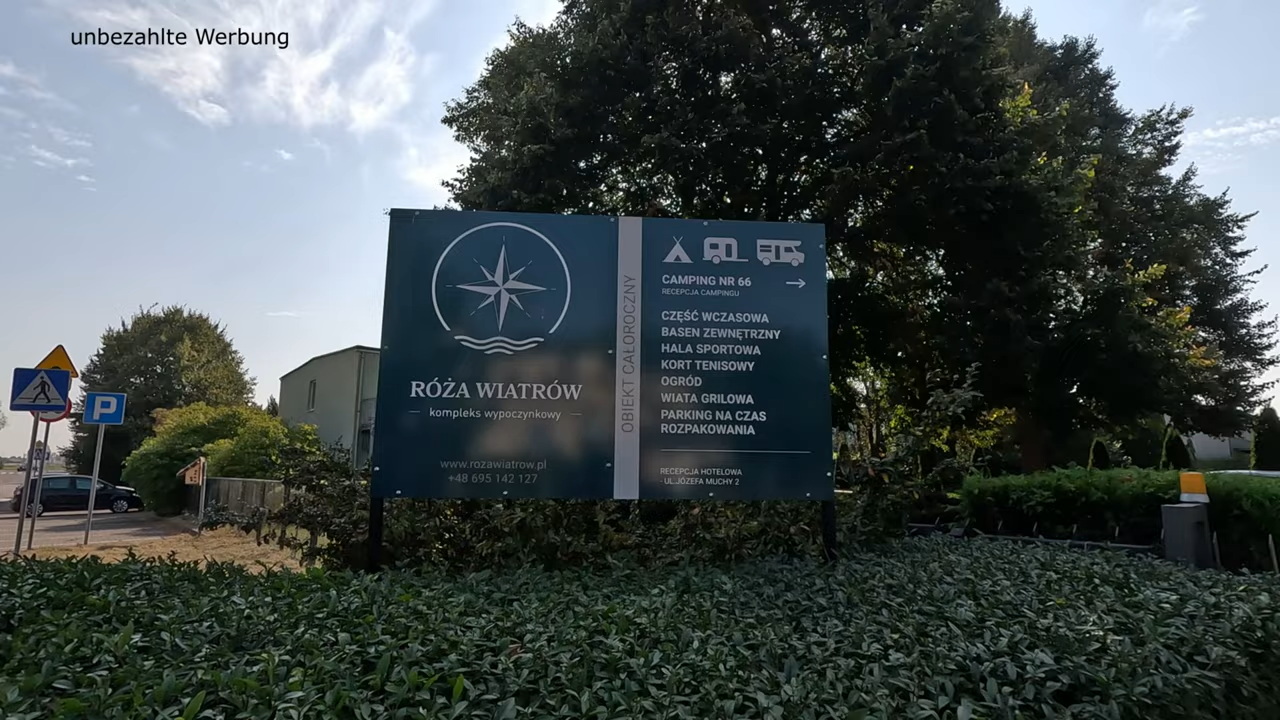 unbezahlte Werbung
RÓŻA WIATRÓW
kompleks wypoczynkowy
www.rozawiatrow.pl
+48 695 142 127
OBIEKT CAŁOROCZNY
CAMPING NR 66
RECEPCJA CAMPINGU
CZĘŚĆ WCZASOWA
BASEN ZEWNĘTRZNY
HALA SPORTOWA
KORT TENISOWY
OGRÓD
WIATA GRILOWA
PARKING NA CZAS
ROZPAKOWANIA
RECEPCJA HOTELOWA
- UL.JÓZEFA MUCHY 2
P